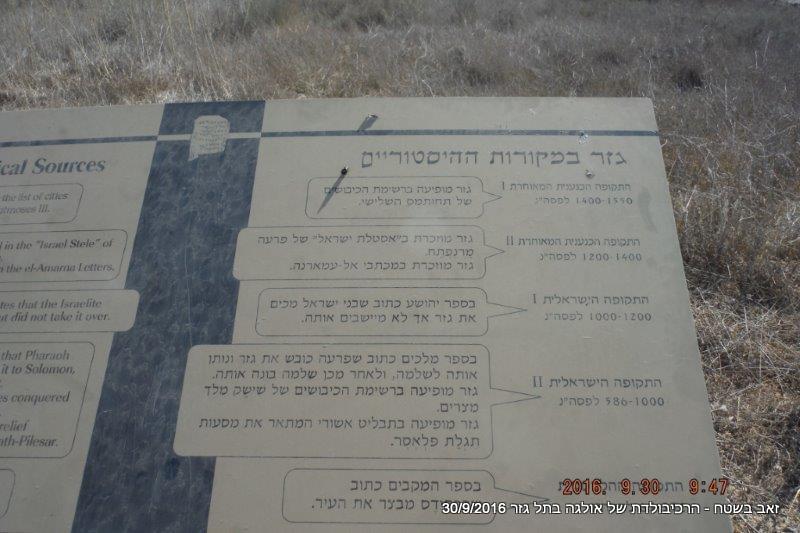 גזר במקורות ההיסטוריים
התקופה הכנענית המאוחרת I
1400-1550 לפסה"נ
גזר מופיעה ברשימת הכיבושים
של תחותמס השלישי.
התקופה הכנענית המאוחרת II
1200-1400 לפסה"נ
גזר מוזכרת ב"אסטלת ישראל" של פרעה
מרנפתח.
גזר מוזכרת במכתבי אל-עמארנה.
התקופה הישראלית I
1000-1200 לפסה"נ
בספר יהושע כתוב שבני ישראל מכים
את גזר אך לא מיישבים אותה.
התקופה הישראלית II
586-1000 לפסה"נ
בספר מלכים כתוב שפרעה כובש את גזר ונותן
אותה לשלמה, ולאחר מכן שלמה בונה אותה.
גזר מופיעה ברשימת הכיבושים של שישק מלך
מצרים.
גזר מופיעה בתבליט אשורי המתאר את מסעות
תגלת פלאסר.
בספר המקבים כתוב
מבצר את העיר.
cal Sources
the list of cities
utmoses III.
d in the "Israel Stele" of
n the el-Amarna Letters.
tes that the Israelite
ut did not take it over.
that Pharaoh
it to Solomon,
es conquered
relief
ath-Pilesar.
2016. 9.30 9:47
זאב בשטח - הרכיבולדת של אולגה בתל גזר 30/9/2016